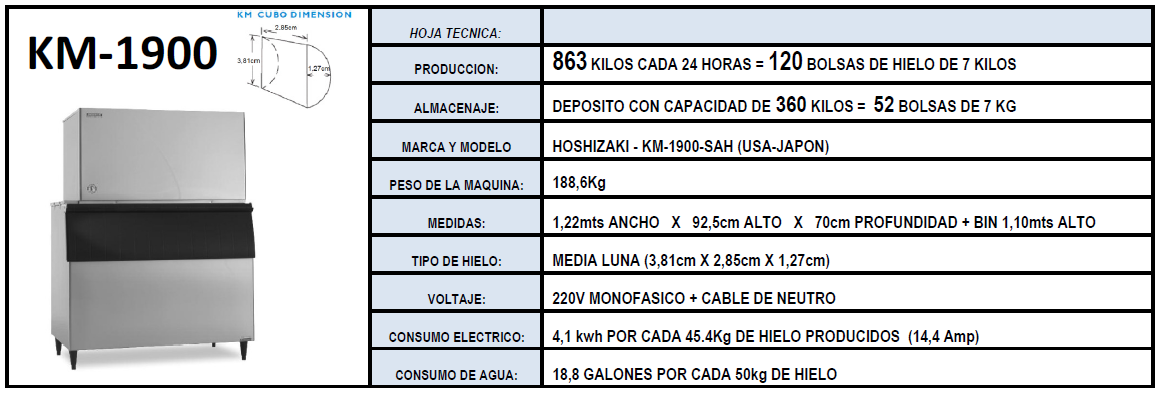 KM CUBO DIMENSION
2.85cm
3,81cm
1.27cm
KM-1900
HOJA TECNICA:
PRODUCCION: 863 KILOS CADA 24 HORAS = 120 BOLSAS DE HIELO DE 7 KILOS
ALMACENAJE: DEPOSITO CON CAPACIDAD DE 360 KILOS = 52 BOLSAS DE 7 KG
MARCA Y MODELO HOSHIZAKI - KM-1900-SAH (USA-JAPON)
PESO DE LA MAQUINA: 188,6Kg
MEDIDAS: 1,22mts ANCHO X 92,5cm ALTO X 70cm PROFUNDIDAD + BIN 1,10mts ALTO
TIPO DE HIELO: MEDIA LUNA (3,81cm X 2,85cm X 1,27cm)
VOLTAJE: 220V MONOFASICO + CABLE DE NEUTRO
CONSUMO ELECTRICO: 4,1 kwh POR CADA 45.4Kg DE HIELO PRODUCIDOS (14,4 Amp)
CONSUMO DE AGUA: 18,8 GALONES POR CADA 50kg DE HIELO